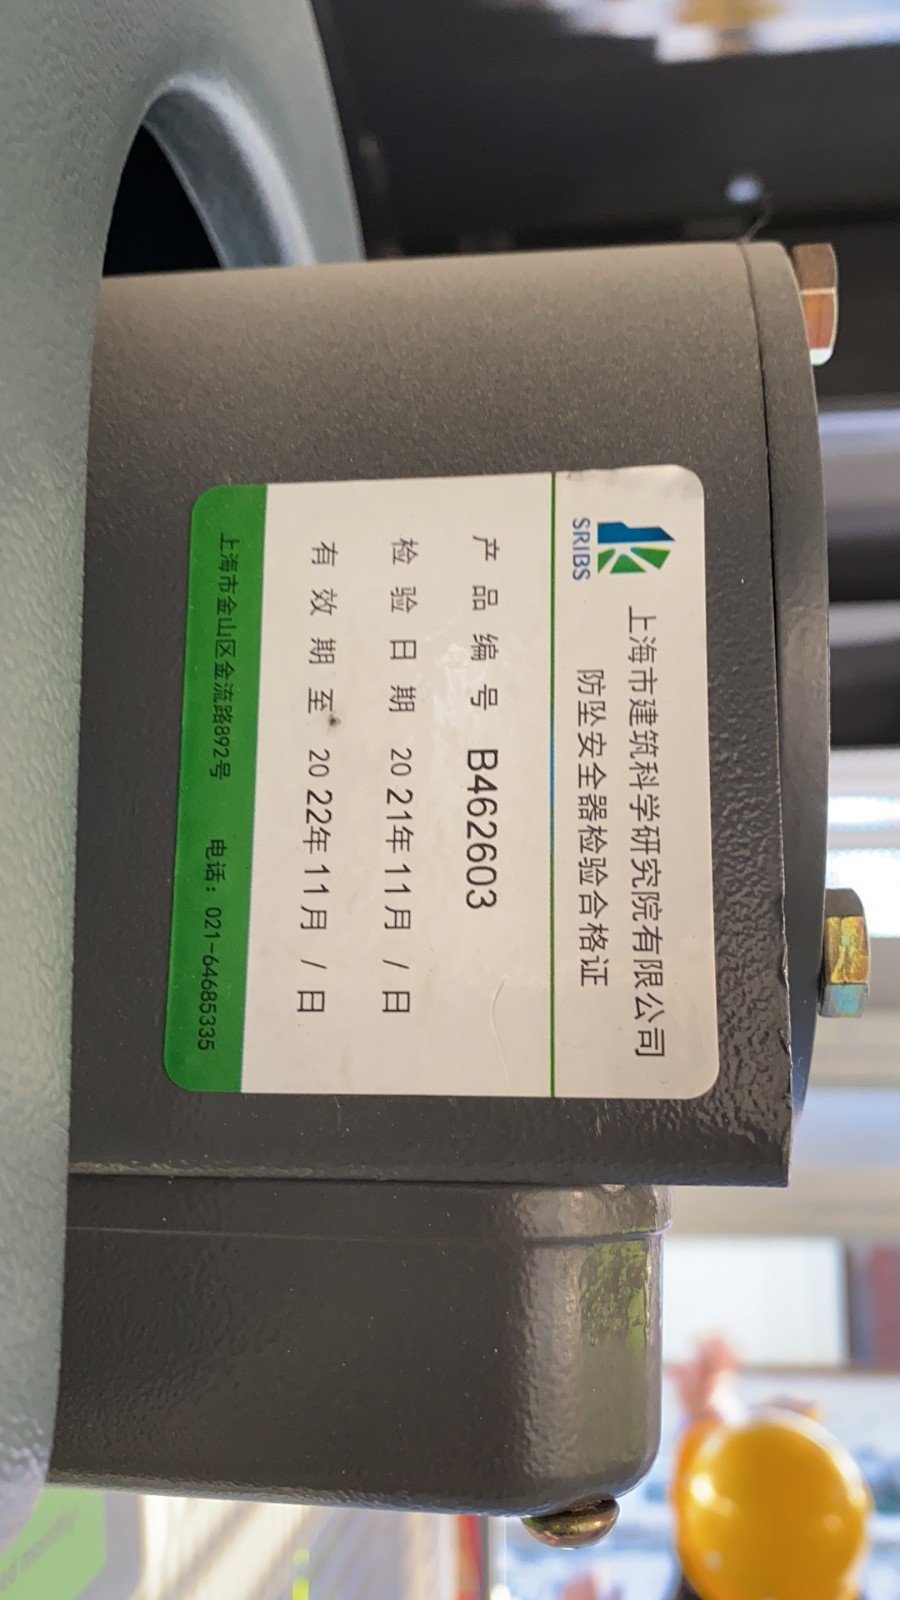 SRIBS
上海市建筑科学研究院有限公司
防坠安全器检验合格证
产品编号 B462603
检验日期 2021年11月 / 日
有效期至 2022年11月 / 日
上海市金山区金流路892号 电话：021-64685335